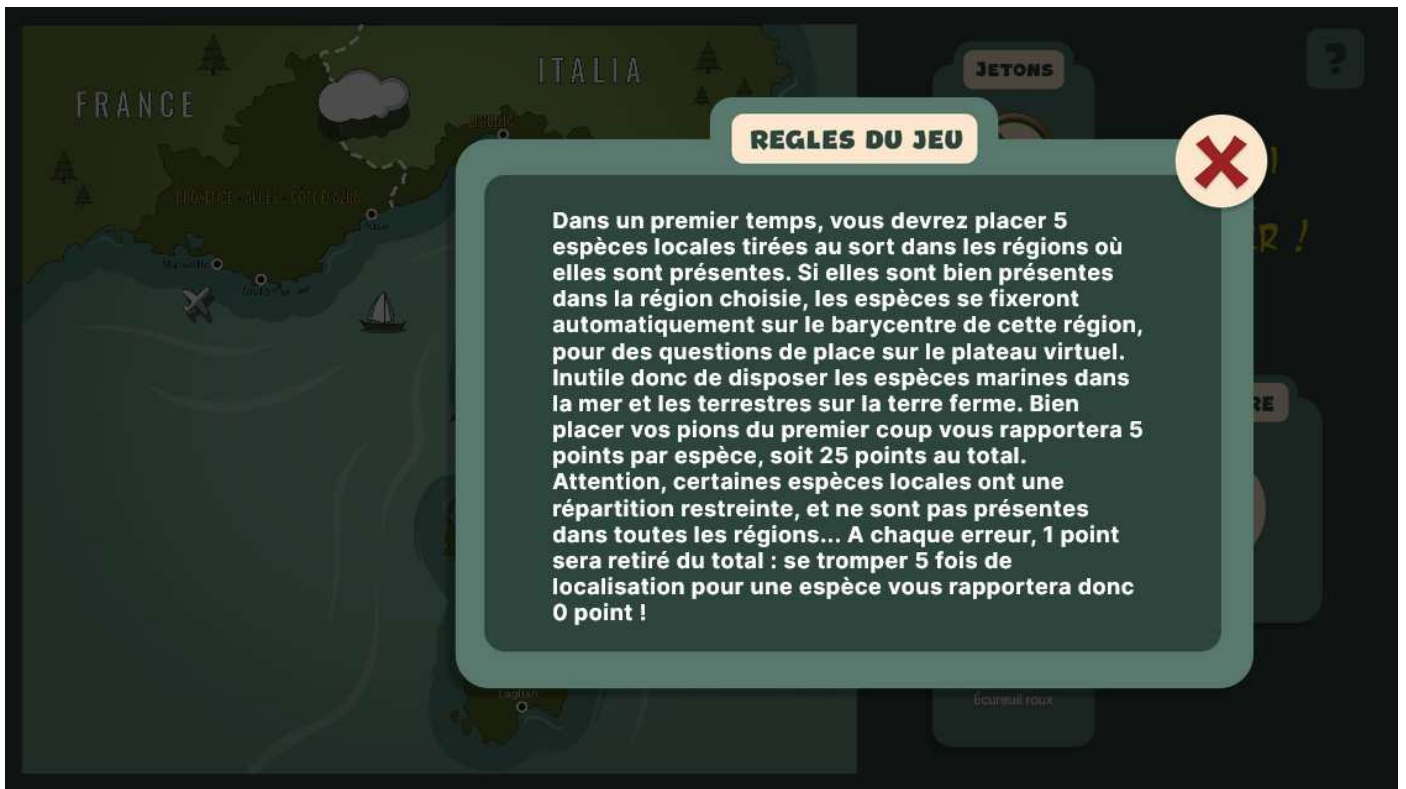 FRANCE
ITALIA
JETONS
?
REGLES DU JEU
Dans un premier temps, vous devrez placer 5
espèces locales tirées au sort dans les régions où
elles sont présentes. Si elles sont bien présentes
dans la région choisie, les espèces se fixeront
automatiquement sur le barycentre de cette région,
pour des questions de place sur le plateau virtuel.
Inutile donc de disposer les espèces marines dans
la mer et les terrestres sur la terre ferme. Bien
placer vos pions du premier coup vous rapportera 5
points par espèce, soit 25 points au total.
Attention, certaines espèces locales ont une
répartition restreinte, et ne sont pas présentes
dans toutes les régions... A chaque erreur, 1 point
sera retiré du total : se tromper 5 fois de
localisation pour une espèce vous rapportera donc
0 point !
PROVENCE - ALPES - CÔTE D'AZUR
Nice
Marseille
Toulon
Cagliari
Écureuil roux